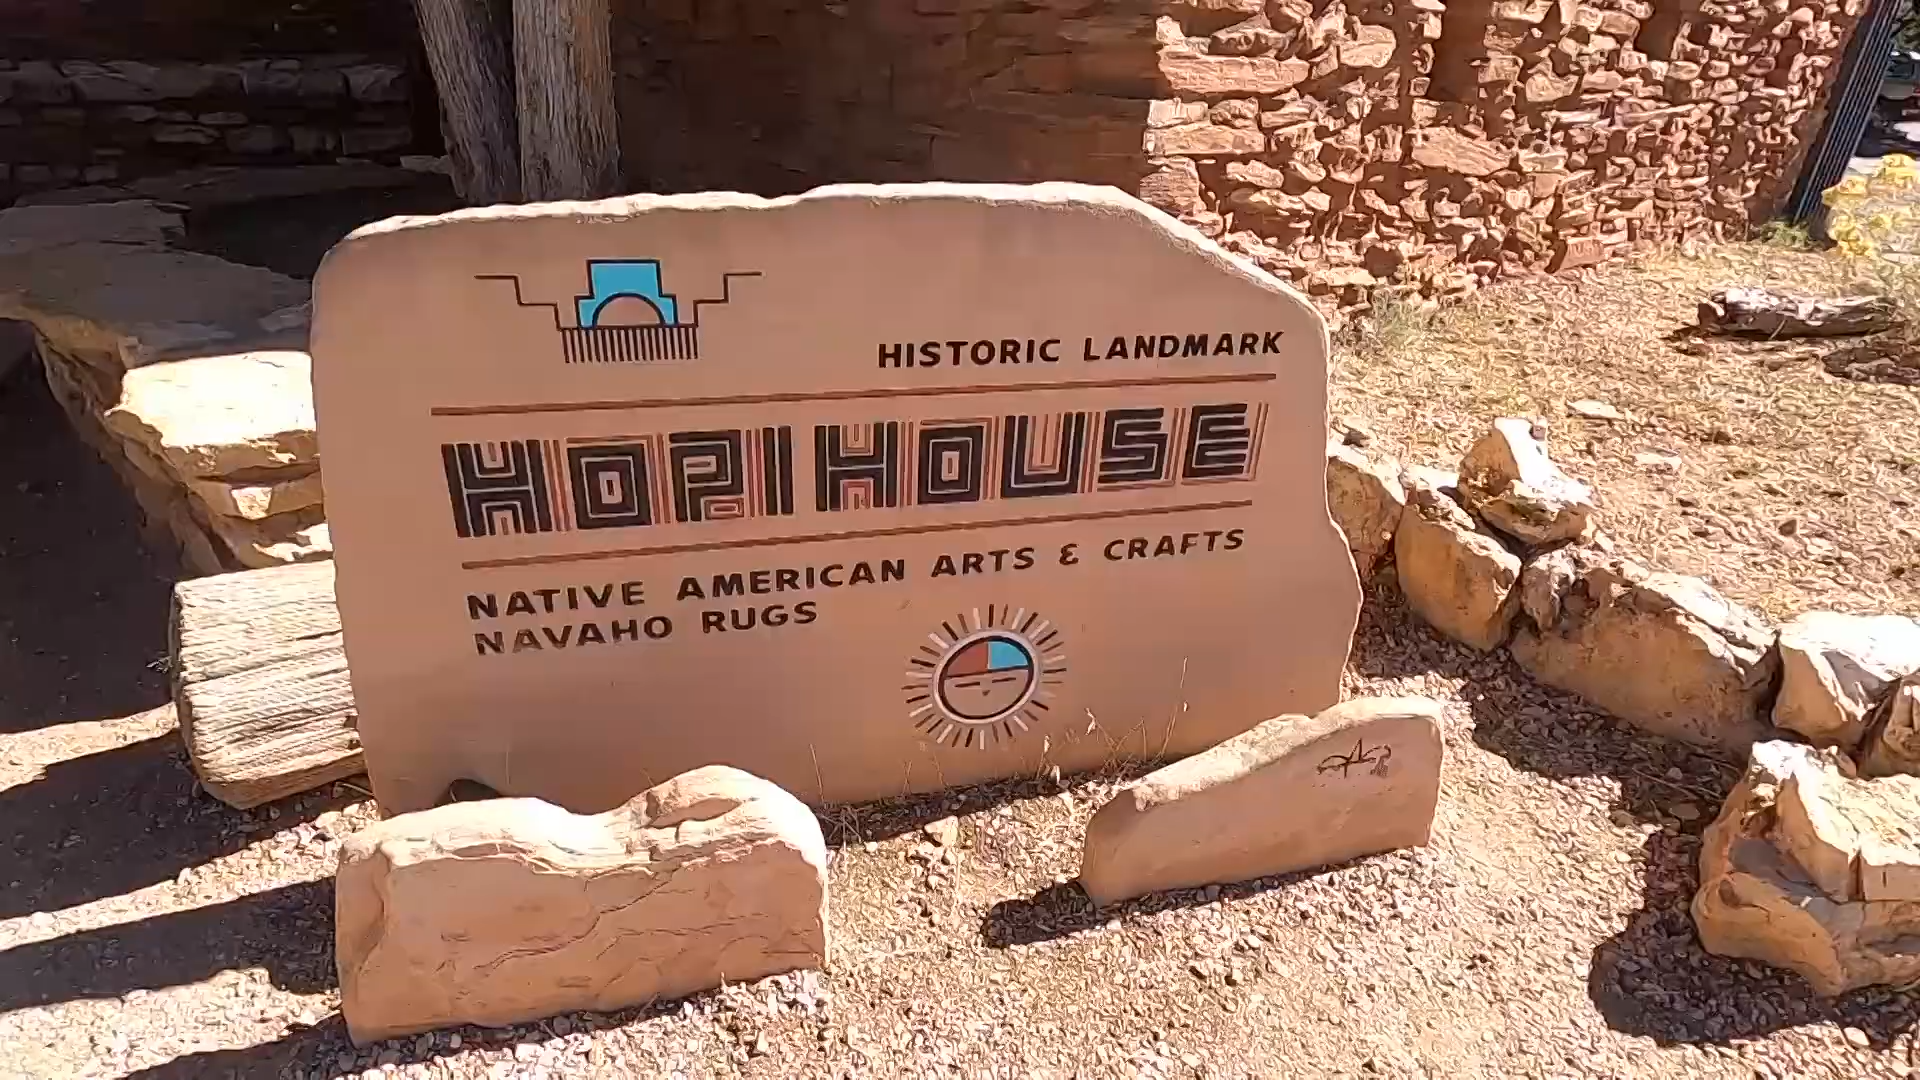 HISTORIC LANDMARK
HOPI HOUSE
NATIVE AMERICAN ARTS & CRAFTS
NAVAHO RUGS